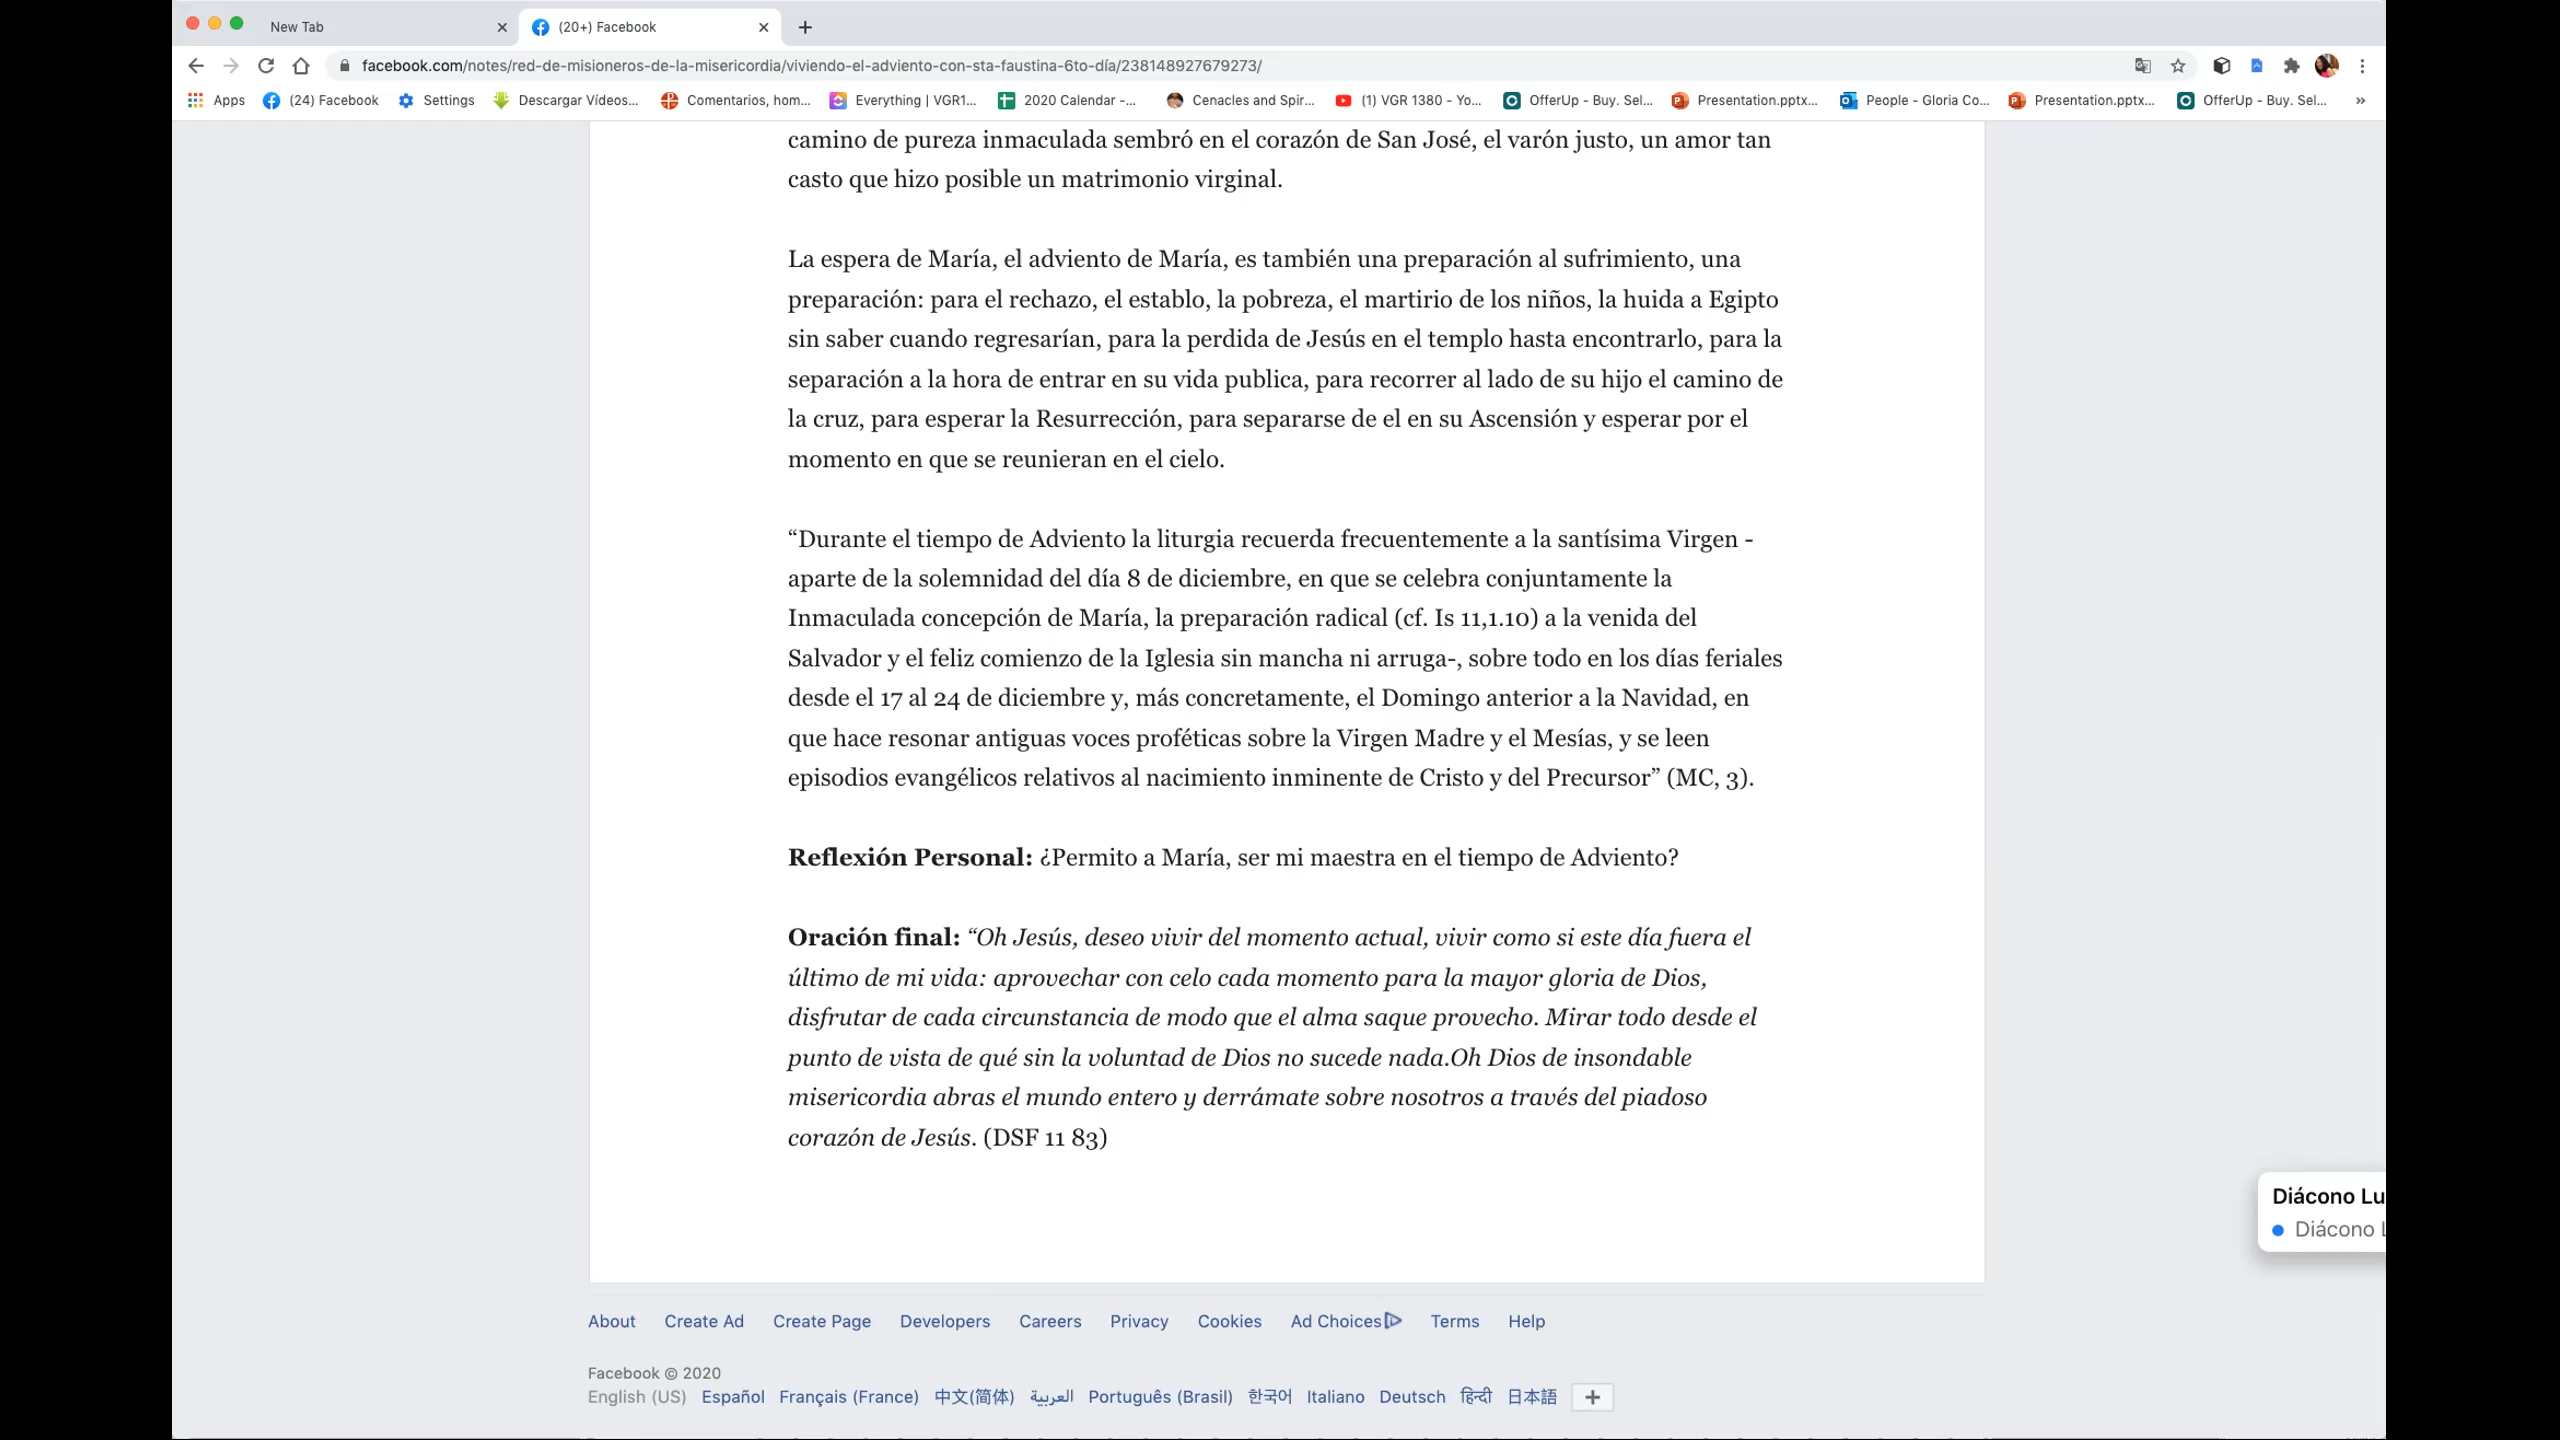 New Tab
(20+) Facebook
facebook.com/notes/red-de-misioneros-de-la-misericordia/viviendo-el-adviento-con-sta-faustina-6to-día/238148927679273/
Apps (24) Facebook Settings Descargar Vídeos... Comentarios, hom... Everything | VGR1... 2020 Calendar -... Cenacles and Spir... (1) VGR 1380 - Yo... OfferUp - Buy. Sel... Presentation.pptx... People - Gloria Co... Presentation.pptx... OfferUp - Buy. Sel... »
camino de pureza inmaculada sembró en el corazón de San José, el varón justo, un amor tan
casto que hizo posible un matrimonio virginal.
La espera de María, el adviento de María, es también una preparación al sufrimiento, una
preparación: para el rechazo, el establo, la pobreza, el martirio de los niños, la huida a Egipto
sin saber cuando regresarían, para la perdida de Jesús en el templo hasta encontrarlo, para la
separación a la hora de entrar en su vida publica, para recorrer al lado de su hijo el camino de
la cruz, para esperar la Resurrección, para separarse de el en su Ascensión y esperar por el
momento en que se reunieran en el cielo.
“Durante el tiempo de Adviento la liturgia recuerda frecuentemente a la santísima Virgen -
aparte de la solemnidad del día 8 de diciembre, en que se celebra conjuntamente la
Inmaculada concepción de María, la preparación radical (cf. Is 11,1.10) a la venida del
Salvador y el feliz comienzo de la Iglesia sin mancha ni arruga-, sobre todo en los días feriales
desde el 17 al 24 de diciembre y, más concretamente, el Domingo anterior a la Navidad, en
que hace resonar antiguas voces proféticas sobre la Virgen Madre y el Mesías, y se leen
episodios evangélicos relativos al nacimiento inminente de Cristo y del Precursor” (MC, 3).
Reflexión Personal: ¿Permito a María, ser mi maestra en el tiempo de Adviento?
Oración final: “Oh Jesús, deseo vivir del momento actual, vivir como si este día fuera el
último de mi vida: aprovechar con celo cada momento para la mayor gloria de Dios,
disfrutar de cada circunstancia de modo que el alma saque provecho. Mirar todo desde el
punto de vista de qué sin la voluntad de Dios no sucede nada.Oh Dios de insondable
misericordia abras el mundo entero y derrámate sobre nosotros a través del piadoso
corazón de Jesús. (DSF 11 83)
Diácono Lu
Diácono L
About Create Ad Create Page Developers Careers Privacy Cookies Ad Choices Terms Help
Facebook © 2020
English (US) Español Français (France) 中文(简体) العربية Português (Brasil) 한국어 Italiano Deutsch हिन्दी 日本語